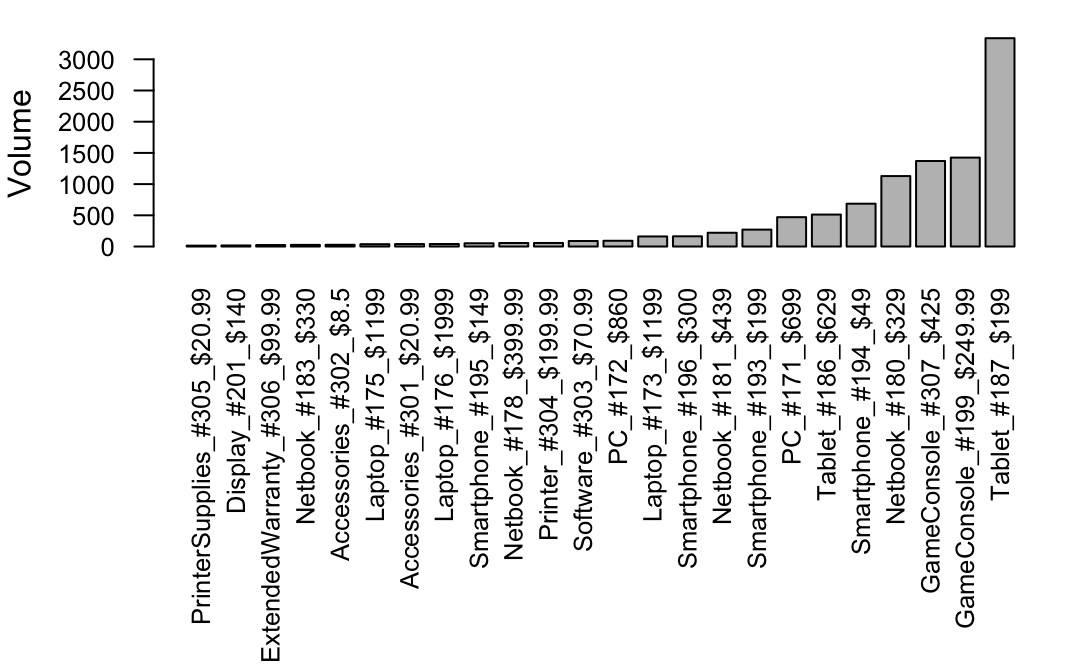 Volume
3000
2500
2000
1500
1000
500
0
PrinterSupplies_#305_$20.99
Display_#201_$140
ExtendedWarranty_#306_$99.99
Netbook_#183_$330
Accessories_#302_$8.5
Laptop_#175_$1199
Accessories_#301_$20.99
Laptop_#176_$1999
Smartphone_#195_$149
Netbook_#178_$399.99
Printer_#304_$199.99
Software_#303_$70.99
PC_#172_$860
Laptop_#173_$1199
Smartphone_#196_$300
Netbook_#181_$439
Smartphone_#193_$199
PC_#171_$699
Tablet_#186_$629
Smartphone_#194_$49
Netbook_#180_$329
GameConsole_#307_$425
GameConsole_#199_$249.99
Tablet_#187_$199